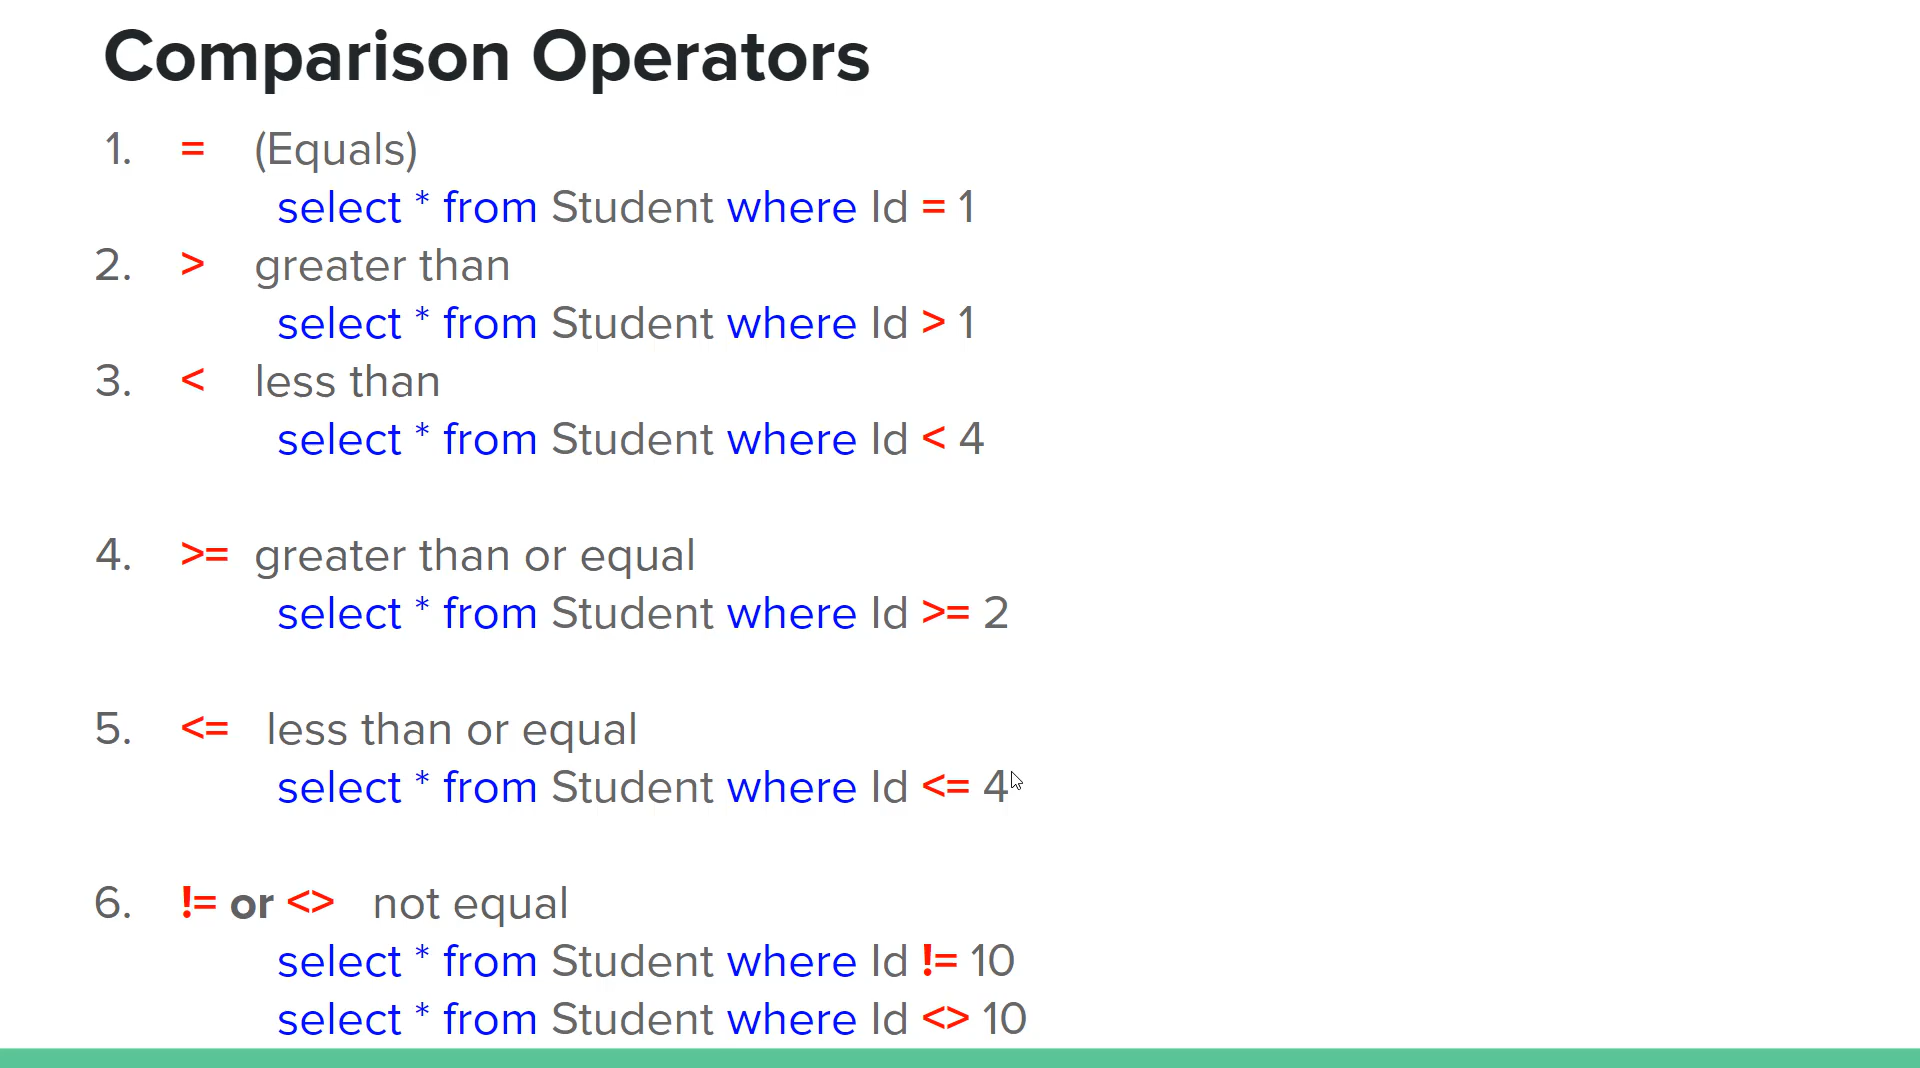 Comparison Operators
1. = (Equals)
select * from Student where Id = 1
2. > greater than
select * from Student where Id > 1
3. < less than
select * from Student where Id < 4
4. >= greater than or equal
select * from Student where Id >= 2
5. <= less than or equal
select * from Student where Id <= 4
6. != or <> not equal
select * from Student where Id != 10
select * from Student where Id <> 10